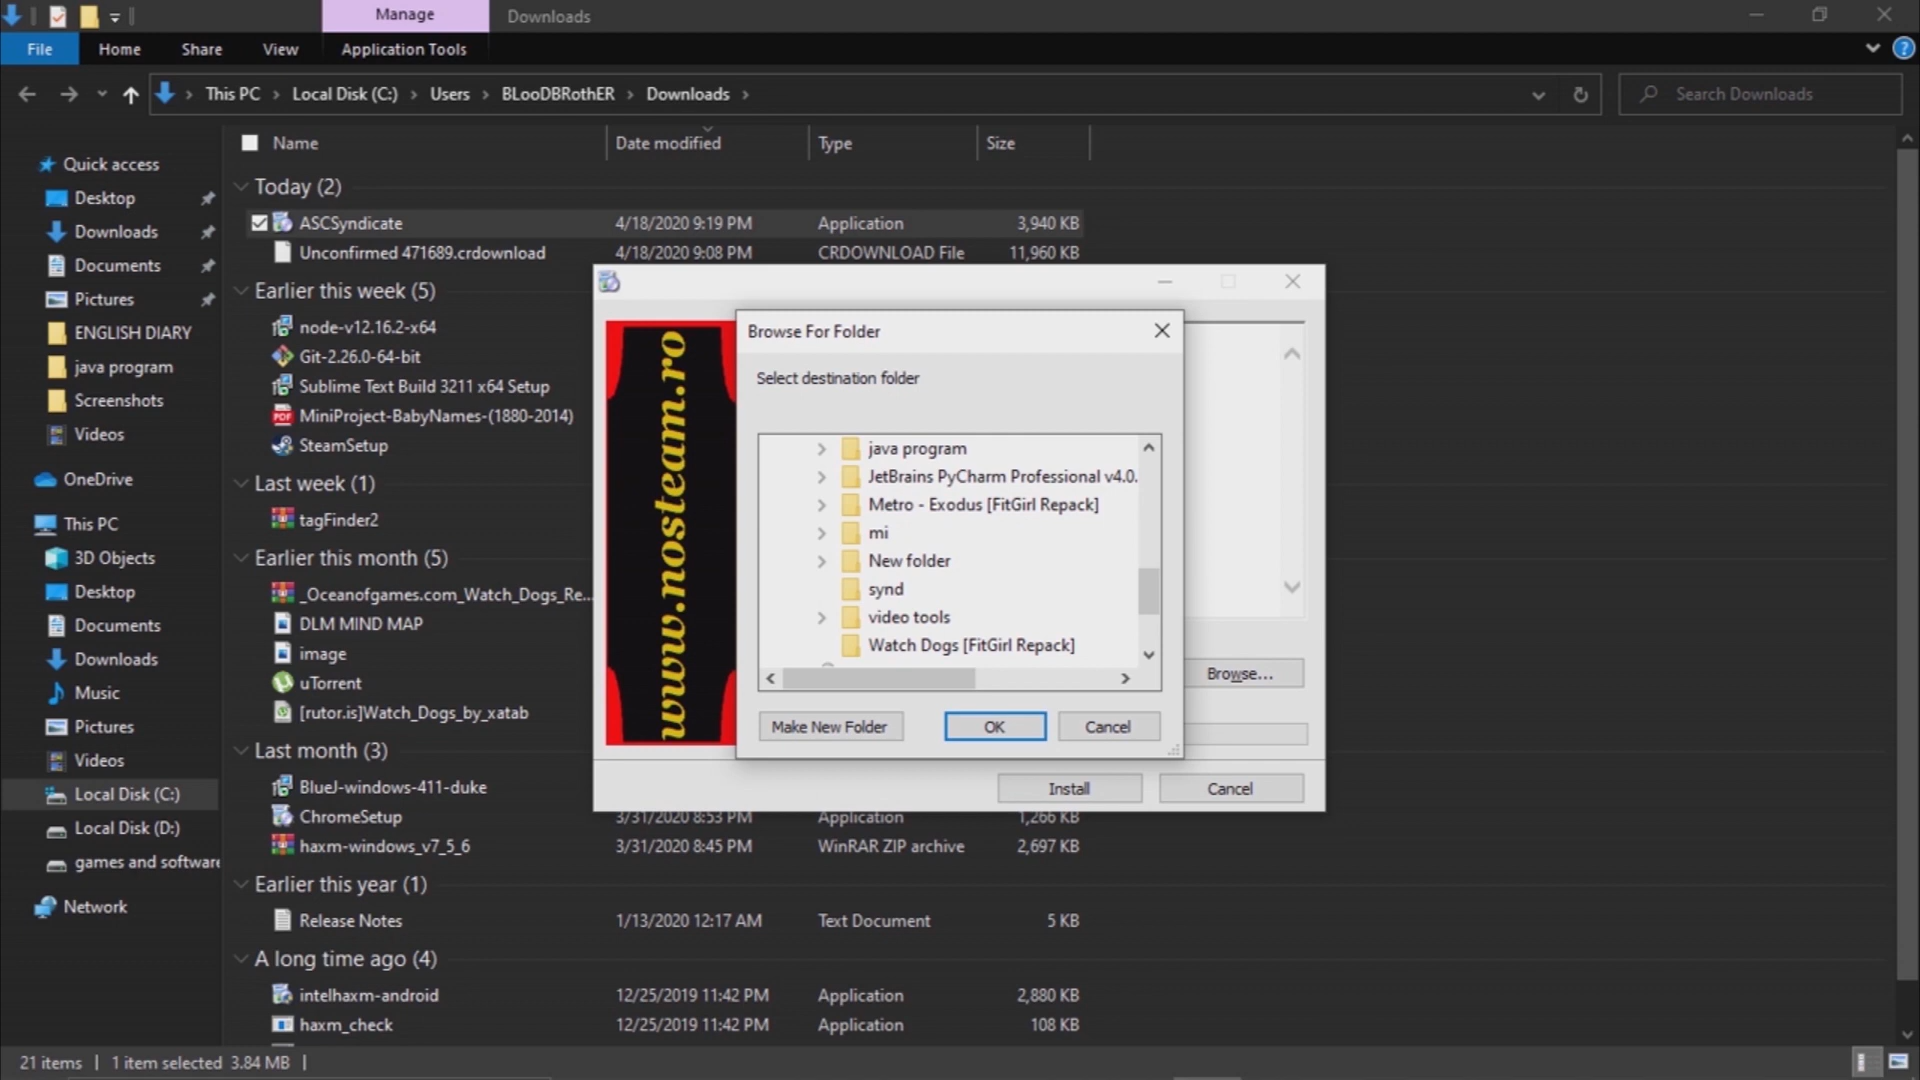 Manage
Downloads
File
Home
Share
View
Application Tools
This PC
Local Disk (C:)
Users
BLooDBRothER
Downloads
Search Downloads
Name
Date modified
Type
Size
Quick access
Desktop
Downloads
Documents
Pictures
ENGLISH DIARY
java program
Screenshots
Videos
OneDrive
This PC
3D Objects
Desktop
Documents
Downloads
Music
Pictures
Videos
Local Disk (C:)
Local Disk (D:)
games and software
Network
Today (2)
ASCSyndicate 4/18/2020 9:19 PM Application 3,940 KB
Unconfirmed 471689.crdownload 4/18/2020 9:08 PM CRDOWNLOAD File 11,960 KB
Earlier this week (5)
node-v12.16.2-x64
Git-2.26.0-64-bit
Sublime Text Build 3211 x64 Setup
MiniProject-BabyNames-(1880-2014)
SteamSetup
Last week (1)
tagFinder2
Earlier this month (5)
_Oceanofgames.com_Watch_Dogs_Re...
DLM MIND MAP
image
uTorrent
[rutor.is]Watch_Dogs_by_xatab
Last month (3)
BlueJ-windows-411-duke
ChromeSetup 3/31/2020 8:53 PM Application 1,266 KB
haxm-windows_v7_5_6 3/31/2020 8:45 PM WinRAR ZIP archive 2,697 KB
Earlier this year (1)
Release Notes 1/13/2020 12:17 AM Text Document 5 KB
A long time ago (4)
intelhaxm-android 12/25/2019 11:42 PM Application 2,880 KB
haxm_check 12/25/2019 11:42 PM Application 108 KB
www.nosteam.ro
Browse For Folder
Select destination folder
java program
JetBrains PyCharm Professional v4.0.
Metro - Exodus [FitGirl Repack]
mi
New folder
synd
video tools
Watch Dogs [FitGirl Repack]
Make New Folder
OK
Cancel
Browse...
Install
Cancel
21 items
1 item selected 3.84 MB